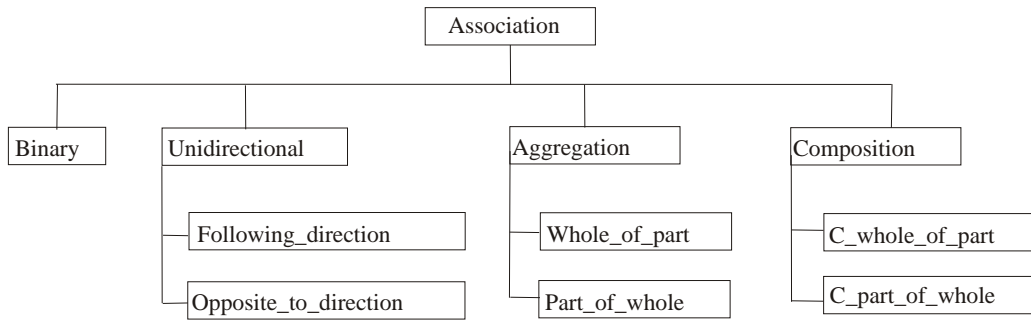 Association
Binary
Unidirectional
Aggregation
Composition
Following_direction
Whole_of_part
C_whole_of_part
Opposite_to_direction
Part_of_whole
C_part_of_whole